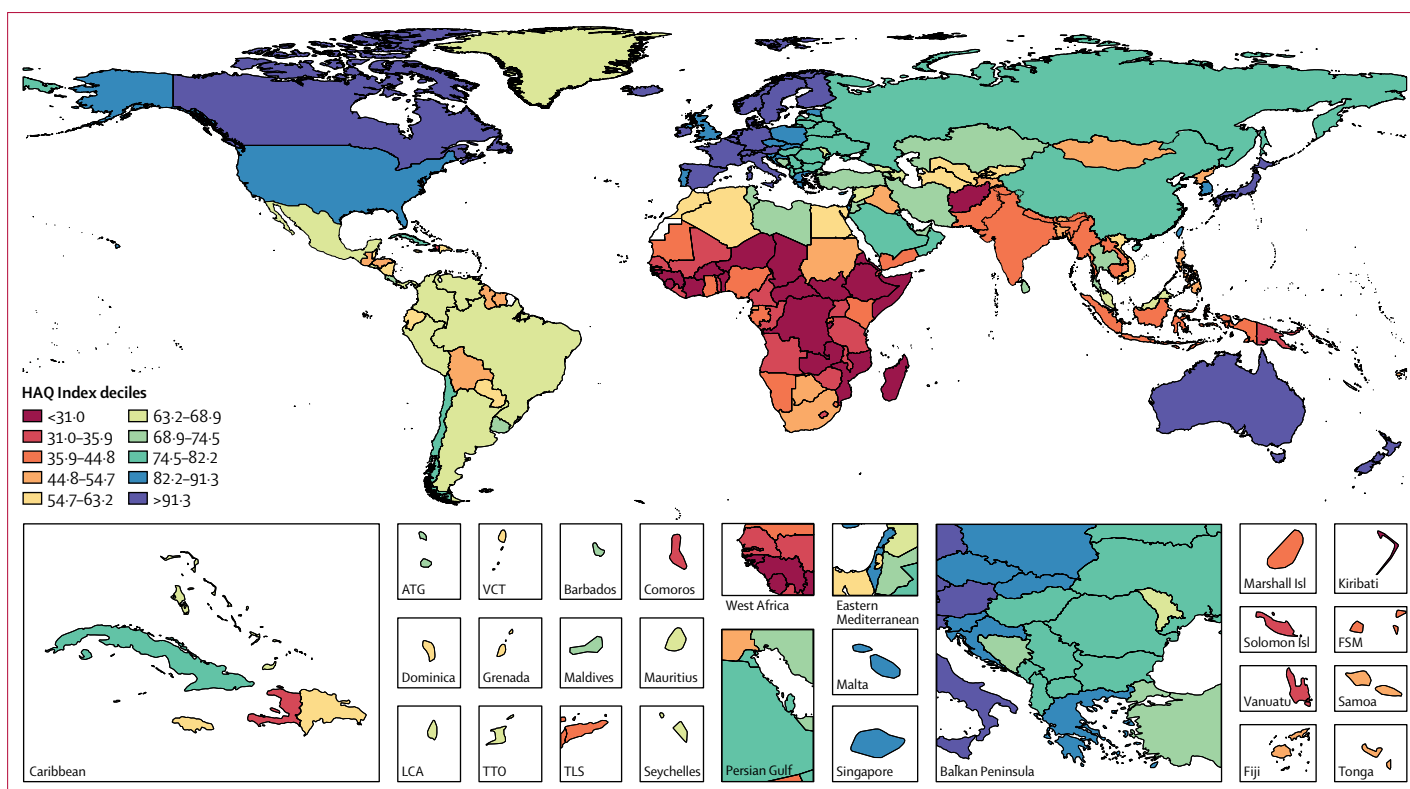 HAQ Index deciles
<31·0
31·0–35·9
35·9–44·8
44·8–54·7
54·7–63·2
63·2–68·9
68·9–74·5
74·5–82·2
82·2–91·3
>91·3
Caribbean
ATG
VCT
Barbados
Comoros
Dominica
Grenada
Maldives
Mauritius
LCA
TTO
TLS
Seychelles
West Africa
Eastern
Mediterranean
Persian Gulf
Malta
Singapore
Balkan Peninsula
Marshall Isl
Kiribati
Solomon Isl
FSM
Vanuatu
Samoa
Fiji
Tonga